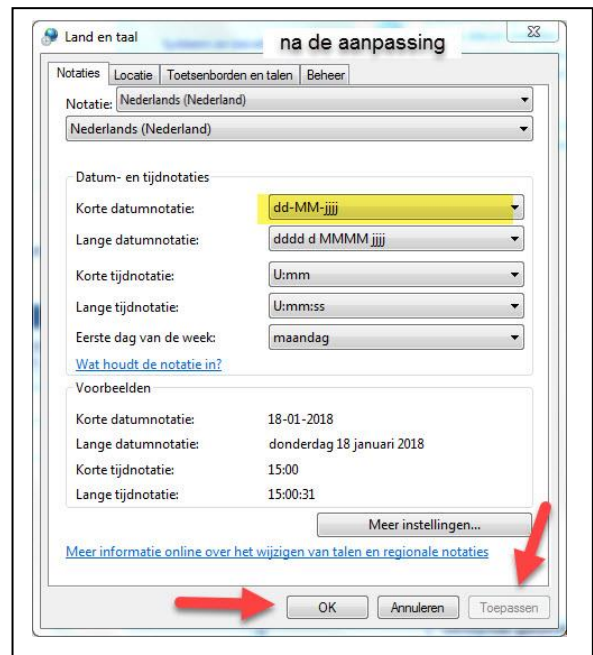 Land en taal
na de aanpassing
Notaties Locatie Toetsenborden en talen Beheer
Notatie: Nederlands (Nederland)
Nederlands (Nederland)
Datum- en tijdnotaties
Korte datumnotatie: dd-MM-jjjj
Lange datumnotatie: dddd d MMMM jjjj
Korte tijdnotatie: U:mm
Lange tijdnotatie: U:mm:ss
Eerste dag van de week: maandag
Wat houdt de notatie in?
Voorbeelden
Korte datumnotatie: 18-01-2018
Lange datumnotatie: donderdag 18 januari 2018
Korte tijdnotatie: 15:00
Lange tijdnotatie: 15:00:31
Meer instellingen...
Meer informatie online over het wijzigen van talen en regionale notaties
OK Annuleren Toepassen